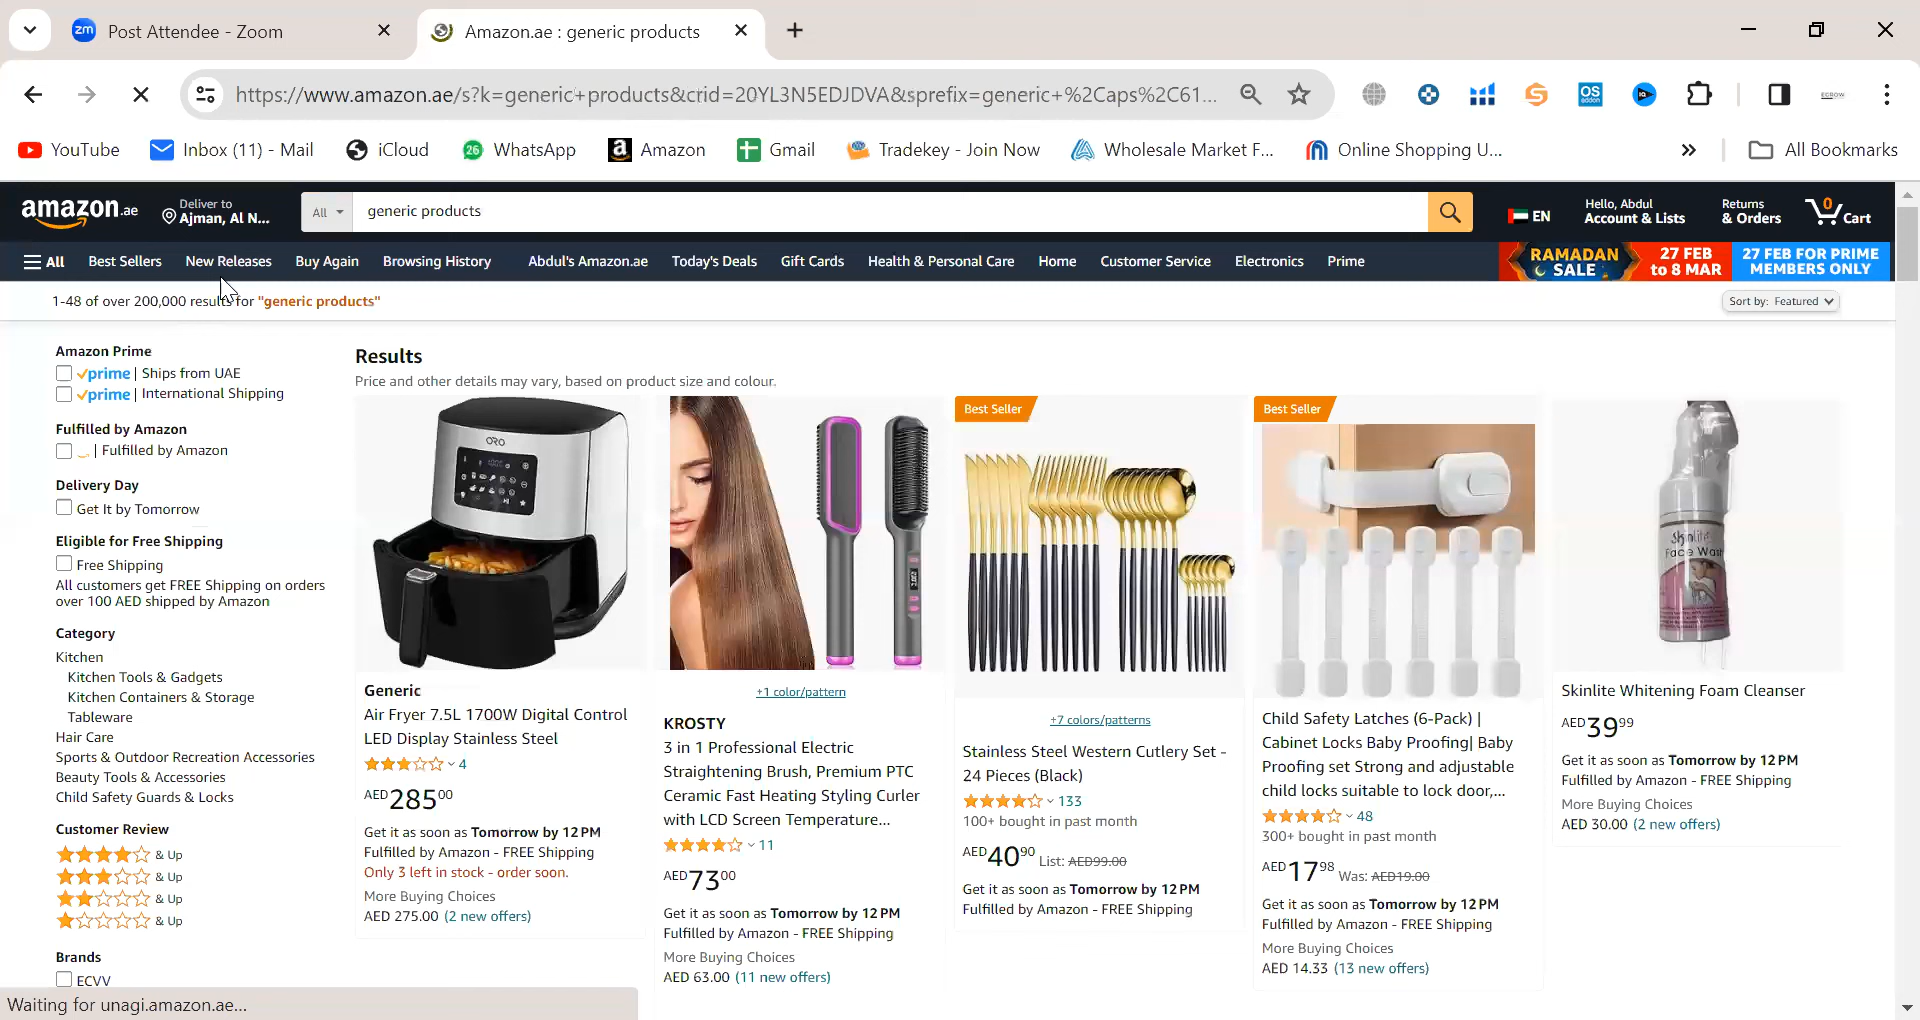 Post Attendee - Zoom
Amazon.ae : generic products
https://www.amazon.ae/s?k=generic+products&crid=20YL3N5EDJDVA&sprefix=generic+%2Caps%2C61...
YouTube
Inbox (11) - Mail
iCloud
26
WhatsApp
Amazon
Gmail
Tradekey - Join Now
Wholesale Market F...
Online Shopping U...
All Bookmarks
amazon.ae
Deliver to
Ajman, Al N...
All
generic products
EN
Hello, Abdul
Account & Lists
Returns
& Orders
0
Cart
All
Best Sellers
New Releases
Buy Again
Browsing History
Abdul's Amazon.ae
Today's Deals
Gift Cards
Health & Personal Care
Home
Customer Service
Electronics
Prime
RAMADAN
SALE
27 FEB
to 8 MAR
27 FEB FOR PRIME
MEMBERS ONLY
1-48 of over 200,000 results for "generic products"
Sort by: Featured
Amazon Prime
prime | Ships from UAE
prime | International Shipping
Fulfilled by Amazon
| Fulfilled by Amazon
Delivery Day
Get It by Tomorrow
Eligible for Free Shipping
Free Shipping
All customers get FREE Shipping on orders
over 100 AED shipped by Amazon
Category
Kitchen
Kitchen Tools & Gadgets
Kitchen Containers & Storage
Tableware
Hair Care
Sports & Outdoor Recreation Accessories
Beauty Tools & Accessories
Child Safety Guards & Locks
Customer Review
& Up
& Up
& Up
& Up
Brands
ECVV
Results
Price and other details may vary, based on product size and colour.
ORO
Generic
Air Fryer 7.5L 1700W Digital Control
LED Display Stainless Steel
4
AED 285 00
Get it as soon as Tomorrow by 12 PM
Fulfilled by Amazon - FREE Shipping
Only 3 left in stock - order soon.
More Buying Choices
AED 275.00 (2 new offers)
+1 color/pattern
KROSTY
3 in 1 Professional Electric
Straightening Brush, Premium PTC
Ceramic Fast Heating Styling Curler
with LCD Screen Temperature...
11
AED 73 00
Get it as soon as Tomorrow by 12 PM
Fulfilled by Amazon - FREE Shipping
More Buying Choices
AED 63.00 (11 new offers)
Best Seller
+7 colors/patterns
Stainless Steel Western Cutlery Set -
24 Pieces (Black)
133
100+ bought in past month
AED 40 90 List: AED99.00
Get it as soon as Tomorrow by 12 PM
Fulfilled by Amazon - FREE Shipping
Best Seller
Child Safety Latches (6-Pack) |
Cabinet Locks Baby Proofing| Baby
Proofing set Strong and adjustable
child locks suitable to lock door,...
48
300+ bought in past month
AED 17 98 Was: AED19.00
Get it as soon as Tomorrow by 12 PM
Fulfilled by Amazon - FREE Shipping
More Buying Choices
AED 14.33 (13 new offers)
Skinlite
Face Wash
Skinlite Whitening Foam Cleanser
AED 39 99
Get it as soon as Tomorrow by 12 PM
Fulfilled by Amazon - FREE Shipping
More Buying Choices
AED 30.00 (2 new offers)
Waiting for unagi.amazon.ae...